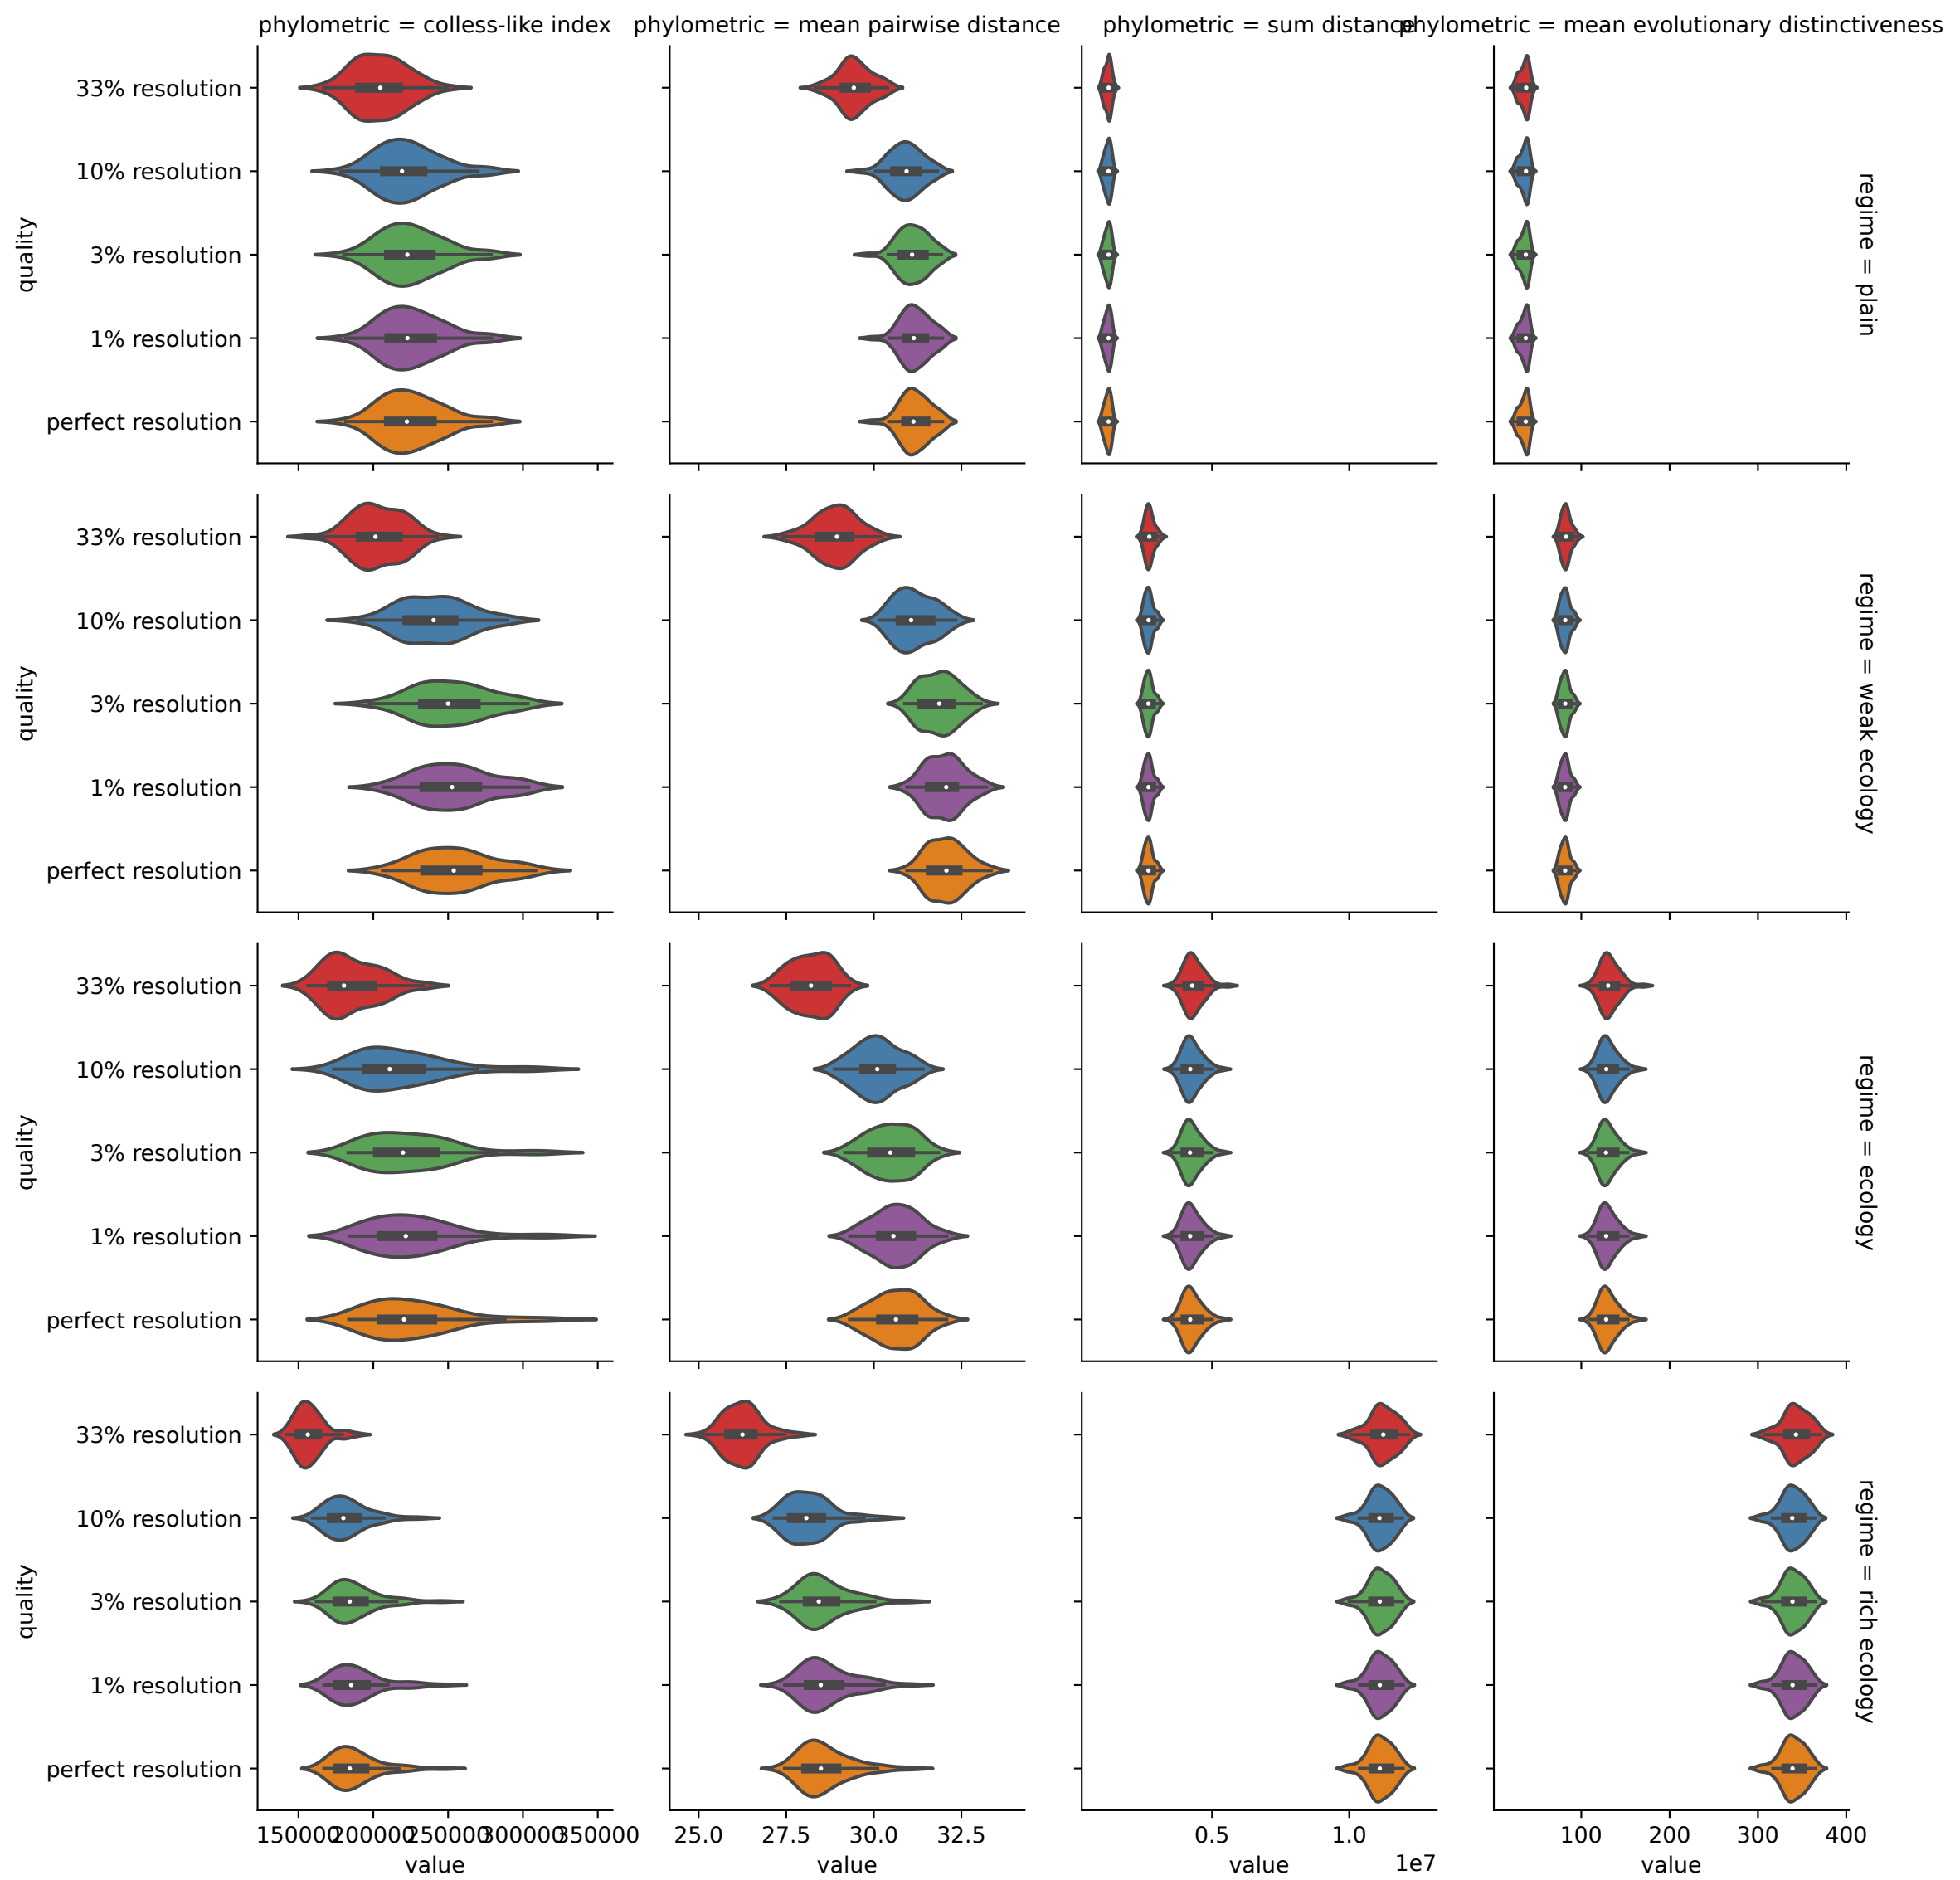 phylometric = colless-like index
phylometric = mean pairwise distance
phylometric = sum distance
phylometric = mean evolutionary distinctiveness
quality
33% resolution
10% resolution
3% resolution
1% resolution
perfect resolution
regime = plain
quality
33% resolution
10% resolution
3% resolution
1% resolution
perfect resolution
regime = weak ecology
quality
33% resolution
10% resolution
3% resolution
1% resolution
perfect resolution
regime = ecology
quality
33% resolution
10% resolution
3% resolution
1% resolution
perfect resolution
regime = rich ecology
150000 200000 250000 300000 350000
value
25.0 27.5 30.0 32.5
value
0.5 1.0
1e7
value
100 200 300 400
value